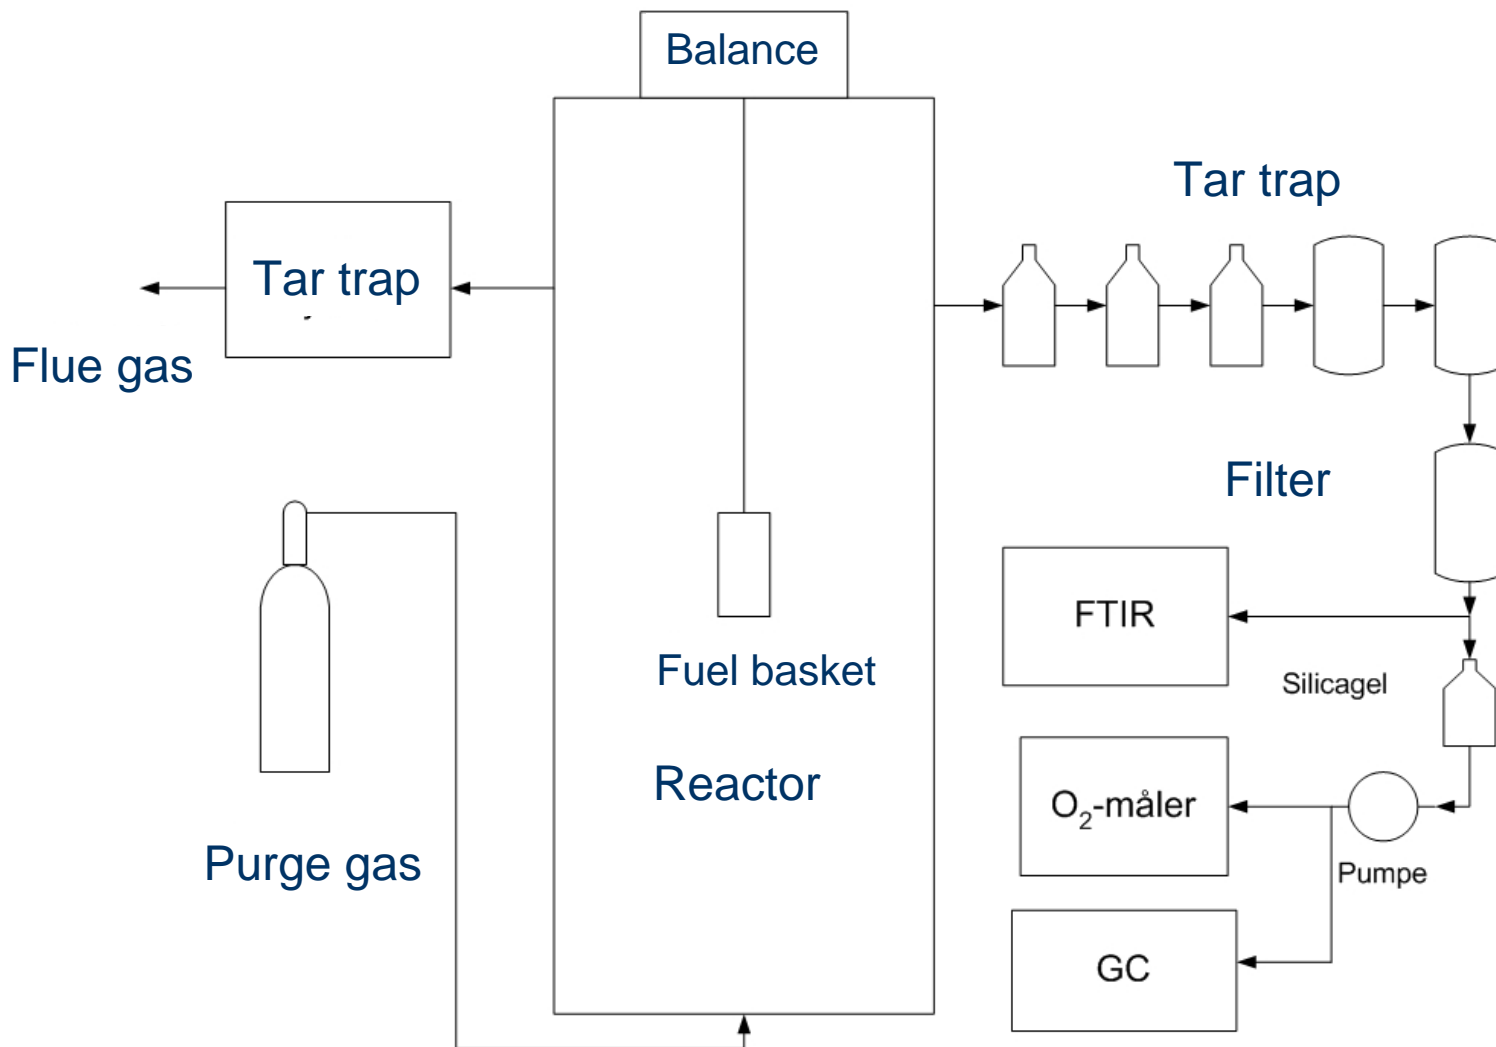 Balance
Tar trap
Tar trap
Flue gas
Filter
FTIR
Fuel basket
Silicagel
Reactor
O₂-måler
Purge gas
Pumpe
GC